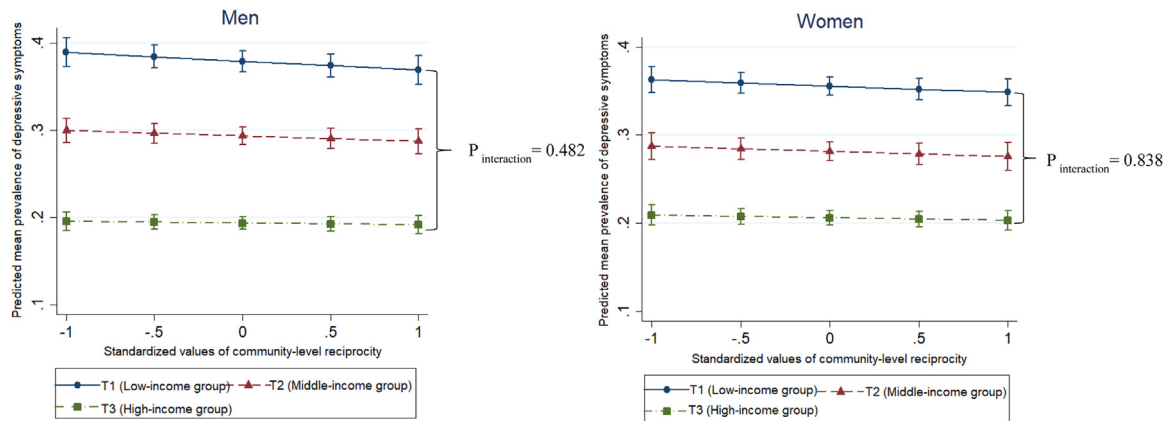 Men
Predicted mean prevalence of depressive symptoms
.4
.3
.2
.1
-1
-.5
0
.5
1
Standardized values of community-level reciprocity
P interaction = 0.482
T1 (Low-income group)
T2 (Middle-income group)
T3 (High-income group)
Women
Predicted mean prevalence of depressive symptoms
.4
.3
.2
.1
-1
-.5
0
.5
1
Standardized values of community-level reciprocity
P interaction = 0.838
T1 (Low-income group)
T2 (Middle-income group)
T3 (High-income group)